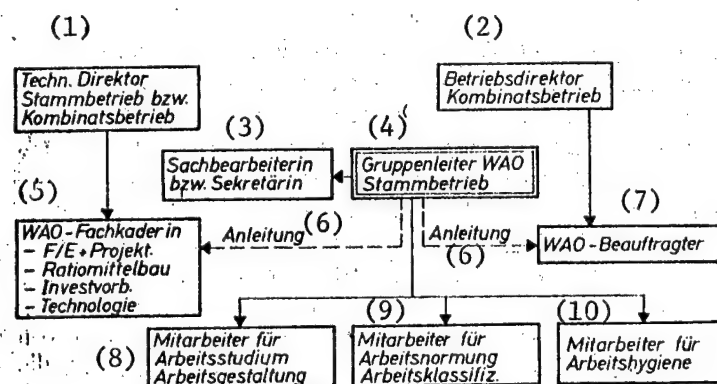 (1)
(2)
Techn. Direktor
Stammbetrieb bzw.
Kombinatsbetrieb
Betriebsdirektor
Kombinatsbetrieb
(3)
(4)
Sachbearbeiterin
bzw. Sekretärin
Gruppenleiter WAO
Stammbetrieb
(5)
(6)
(7)
WAO-Fachkader in
- F/E + Projekt.
- Ratiomittelbau
- Investvorb.
- Technologie
Anleitung
Anleitung
(6)
WAO-Beauftragter
(8)
(9)
(10)
Mitarbeiter für
Arbeitsstudium
Arbeitsgestaltung
Mitarbeiter für
Arbeitsnormung
Arbeitsklassifiz.
Mitarbeiter für
Arbeitshygiene